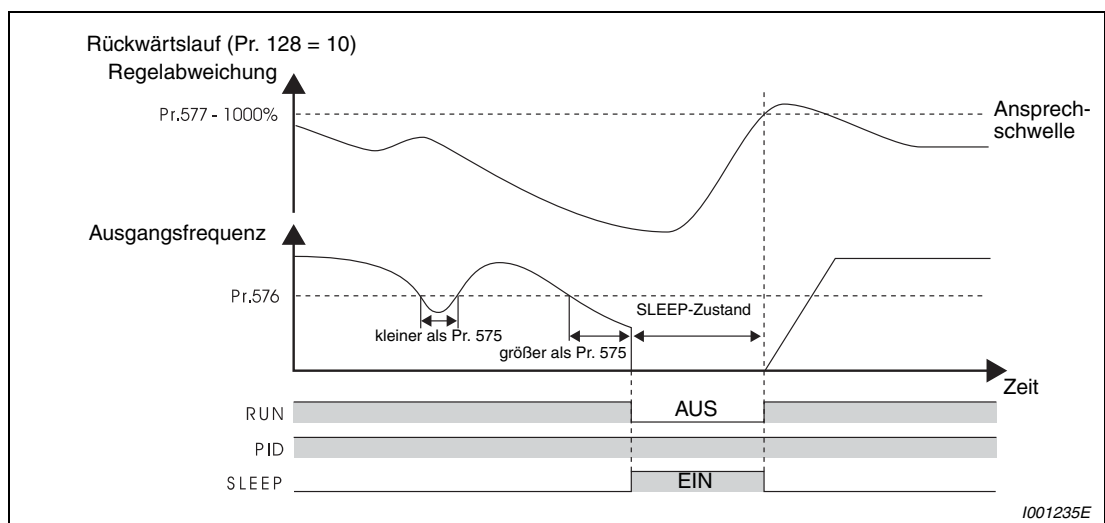 Rückwärtslauf (Pr. 128 = 10)
Regelabweichung
Pr.577 - 1000%
Ansprech-
schwelle
Ausgangsfrequenz
Pr.576
SLEEP-Zustand
kleiner als Pr. 575
größer als Pr. 575
Zeit
RUN
AUS
PID
SLEEP
EIN
I001235E